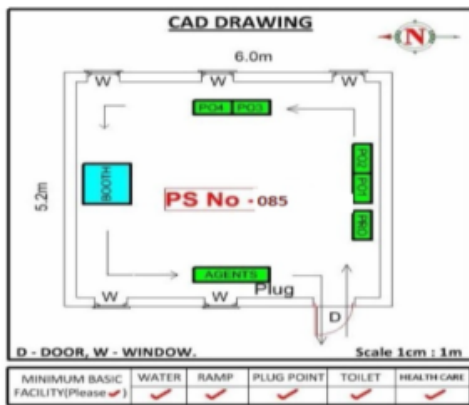 CAD DRAWING
N
6.0m
W W W
PO4 PO3
5.2m
BOOTH
PO2
PO1
PRO
PS No - 085
AGENTS
Plug
W W
D
D - DOOR, W - WINDOW. Scale 1cm : 1m
MINIMUM BASIC FACILITY(Please ✓) WATER RAMP PLUG POINT TOILET HEALTH CARE
✓ ✓ ✓ ✓ ✓